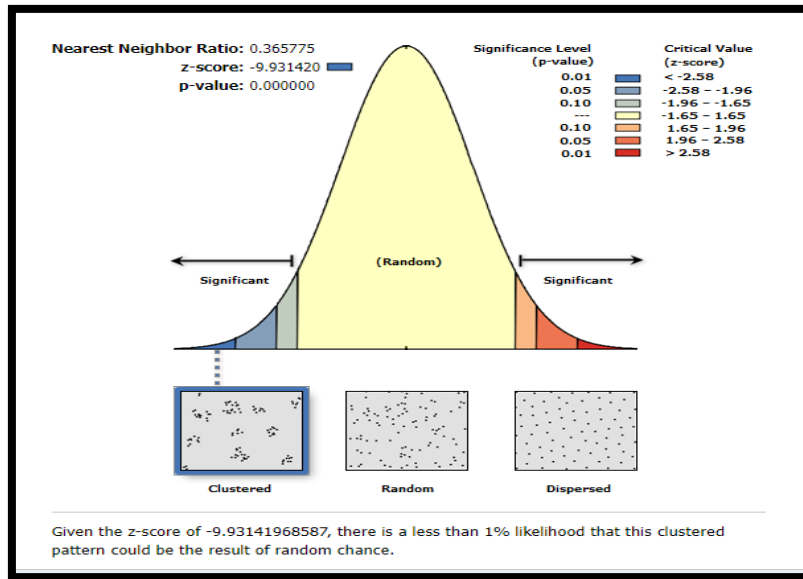 Nearest Neighbor Ratio: 0.365775
z-score: -9.931420
p-value: 0.000000
Significance Level Critical Value
(p-value) (z-score)
0.01 < -2.58
0.05 -2.58 – -1.96
0.10 -1.96 – -1.65
--- -1.65 – 1.65
0.10 1.65 – 1.96
0.05 1.96 – 2.58
0.01 > 2.58
(Random)
Significant Significant
Clustered Random Dispersed
Given the z-score of -9.93141968587, there is a less than 1% likelihood that this clustered
pattern could be the result of random chance.